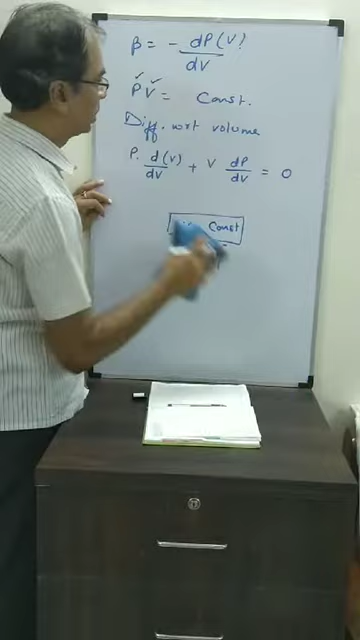 β = - dP(V)
dV
PV = Const.
Diff. wrt volume
P. d(V)/dV + V dP/dV = 0
Const